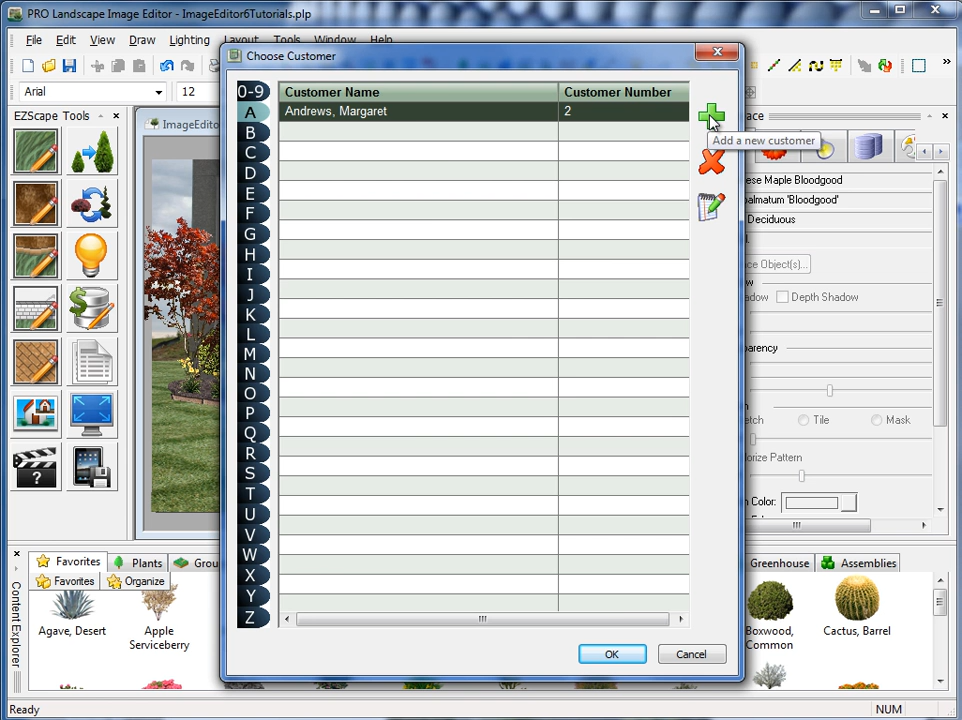 PRO Landscape Image Editor - ImageEditor6Tutorials.plp
File Edit View Draw Lighting Layout Tools Window Help
Arial 12
EZScape Tools
ImageEdito
Choose Customer
Customer Name Customer Number
Andrews, Margaret 2
0-9
A
B
C
D
E
F
G
H
I
J
K
L
M
N
O
P
Q
R
S
T
U
V
W
X
Y
Z
Add a new customer
OK Cancel
ace
ese Maple Bloodgood
palmatum 'Bloodgood'
Deciduous
ce Object(s)...
adow Depth Shadow
parency
etch Tile Mask
orize Pattern
Color:
Content Explorer
Favorites Plants Grou
Greenhouse Assemblies
Favorites Organize
Agave, Desert
Apple Serviceberry
Boxwood, Common
Cactus, Barrel
Ready NUM